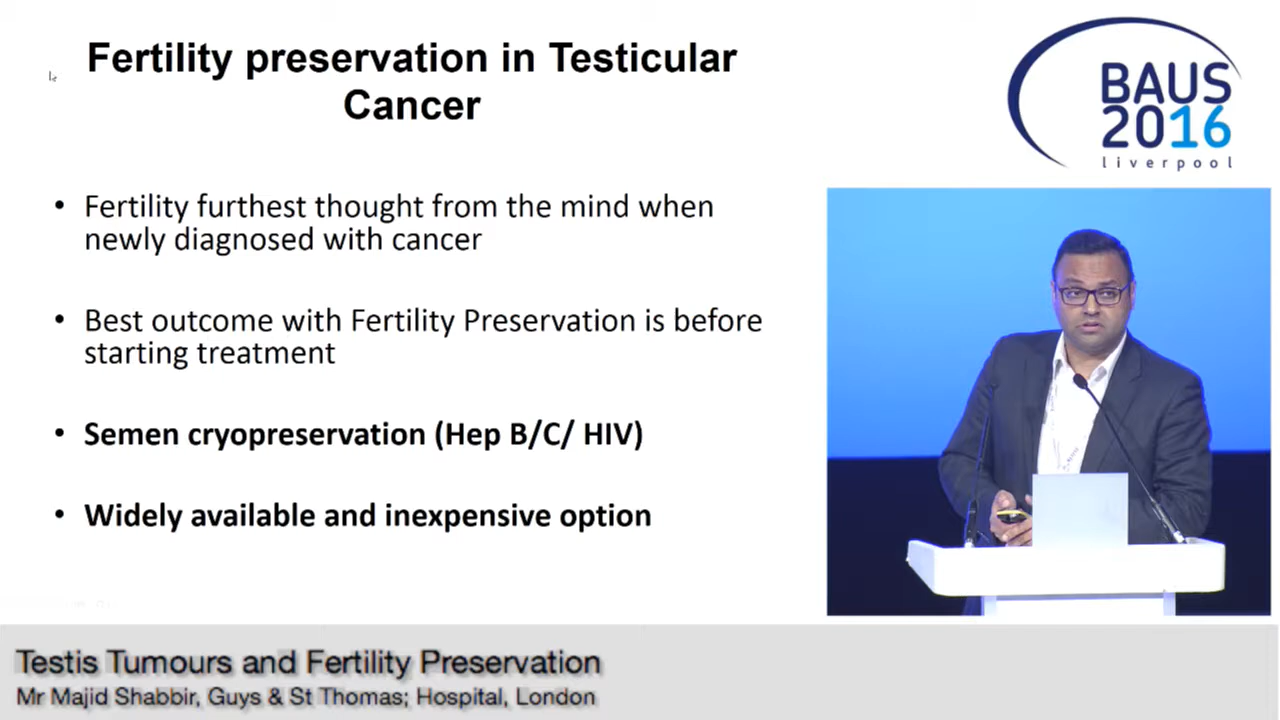 Fertility preservation in Testicular
Cancer
• Fertility furthest thought from the mind when
newly diagnosed with cancer
• Best outcome with Fertility Preservation is before
starting treatment
• Semen cryopreservation (Hep B/C/ HIV)
• Widely available and inexpensive option
BAUS
2016
liverpool
Testis Tumours and Fertility Preservation
Mr Majid Shabbir, Guys & St Thomas; Hospital, London